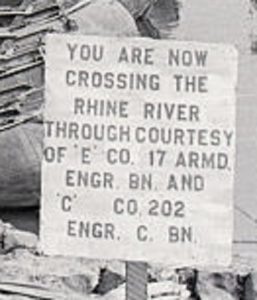 YOU ARE NOW
CROSSING THE
RHINE RIVER
THROUGH COURTESY
OF 'E' CO. 17 ARMD.
ENGR. BN. AND
'C' CO. 202
ENGR. C. BN.